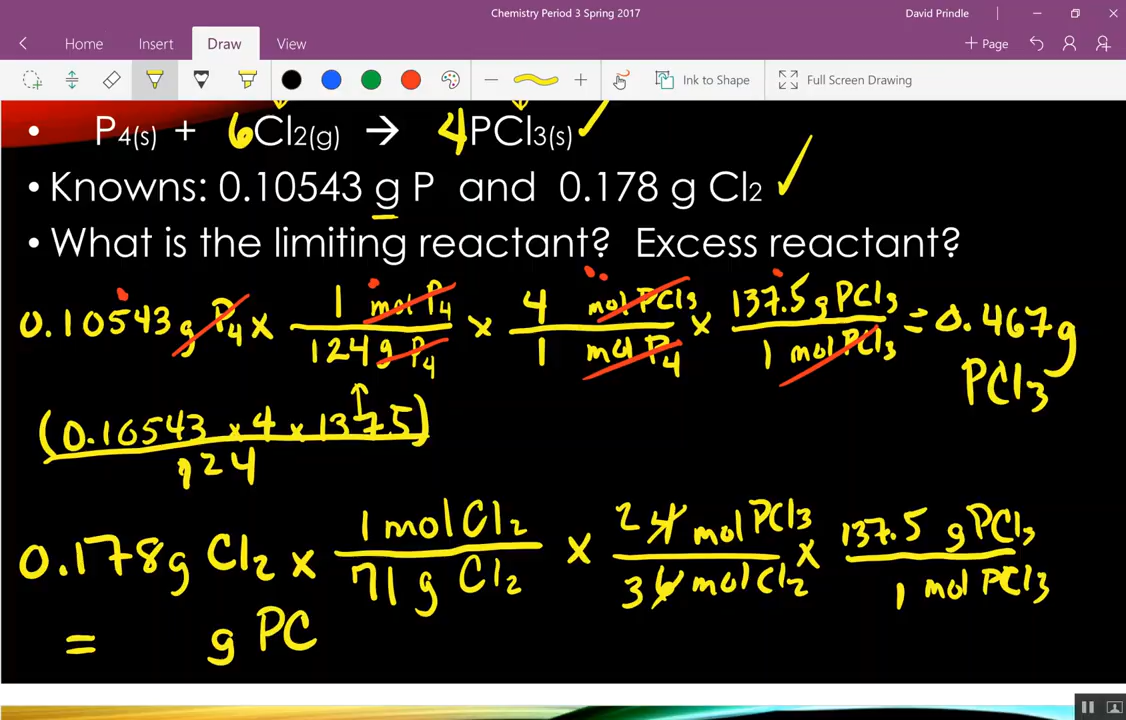 Chemistry Period 3 Spring 2017
David Prindle
Home Insert Draw View
Page
Ink to Shape
Full Screen Drawing
• P4(s) + 6Cl2(g) → 4PCl3(s) ✓
• Knowns: 0.10543 g P and 0.178 g Cl2 ✓
• What is the limiting reactant? Excess reactant?
0.10543 g P4 x 1 mol P4 / 124 g P4 x 4 mol PCl3 / 1 mol P4 x 137.5 g PCl3 / 1 mol PCl3 = 0.467 g
PCl3
(0.10543 x 4 x 137.5)
124
0.178 g Cl2 x 1 mol Cl2 / 71 g Cl2 x 2 4 mol PCl3 / 3 6 mol Cl2 x 137.5 g PCl3 / 1 mol PCl3
= g PC